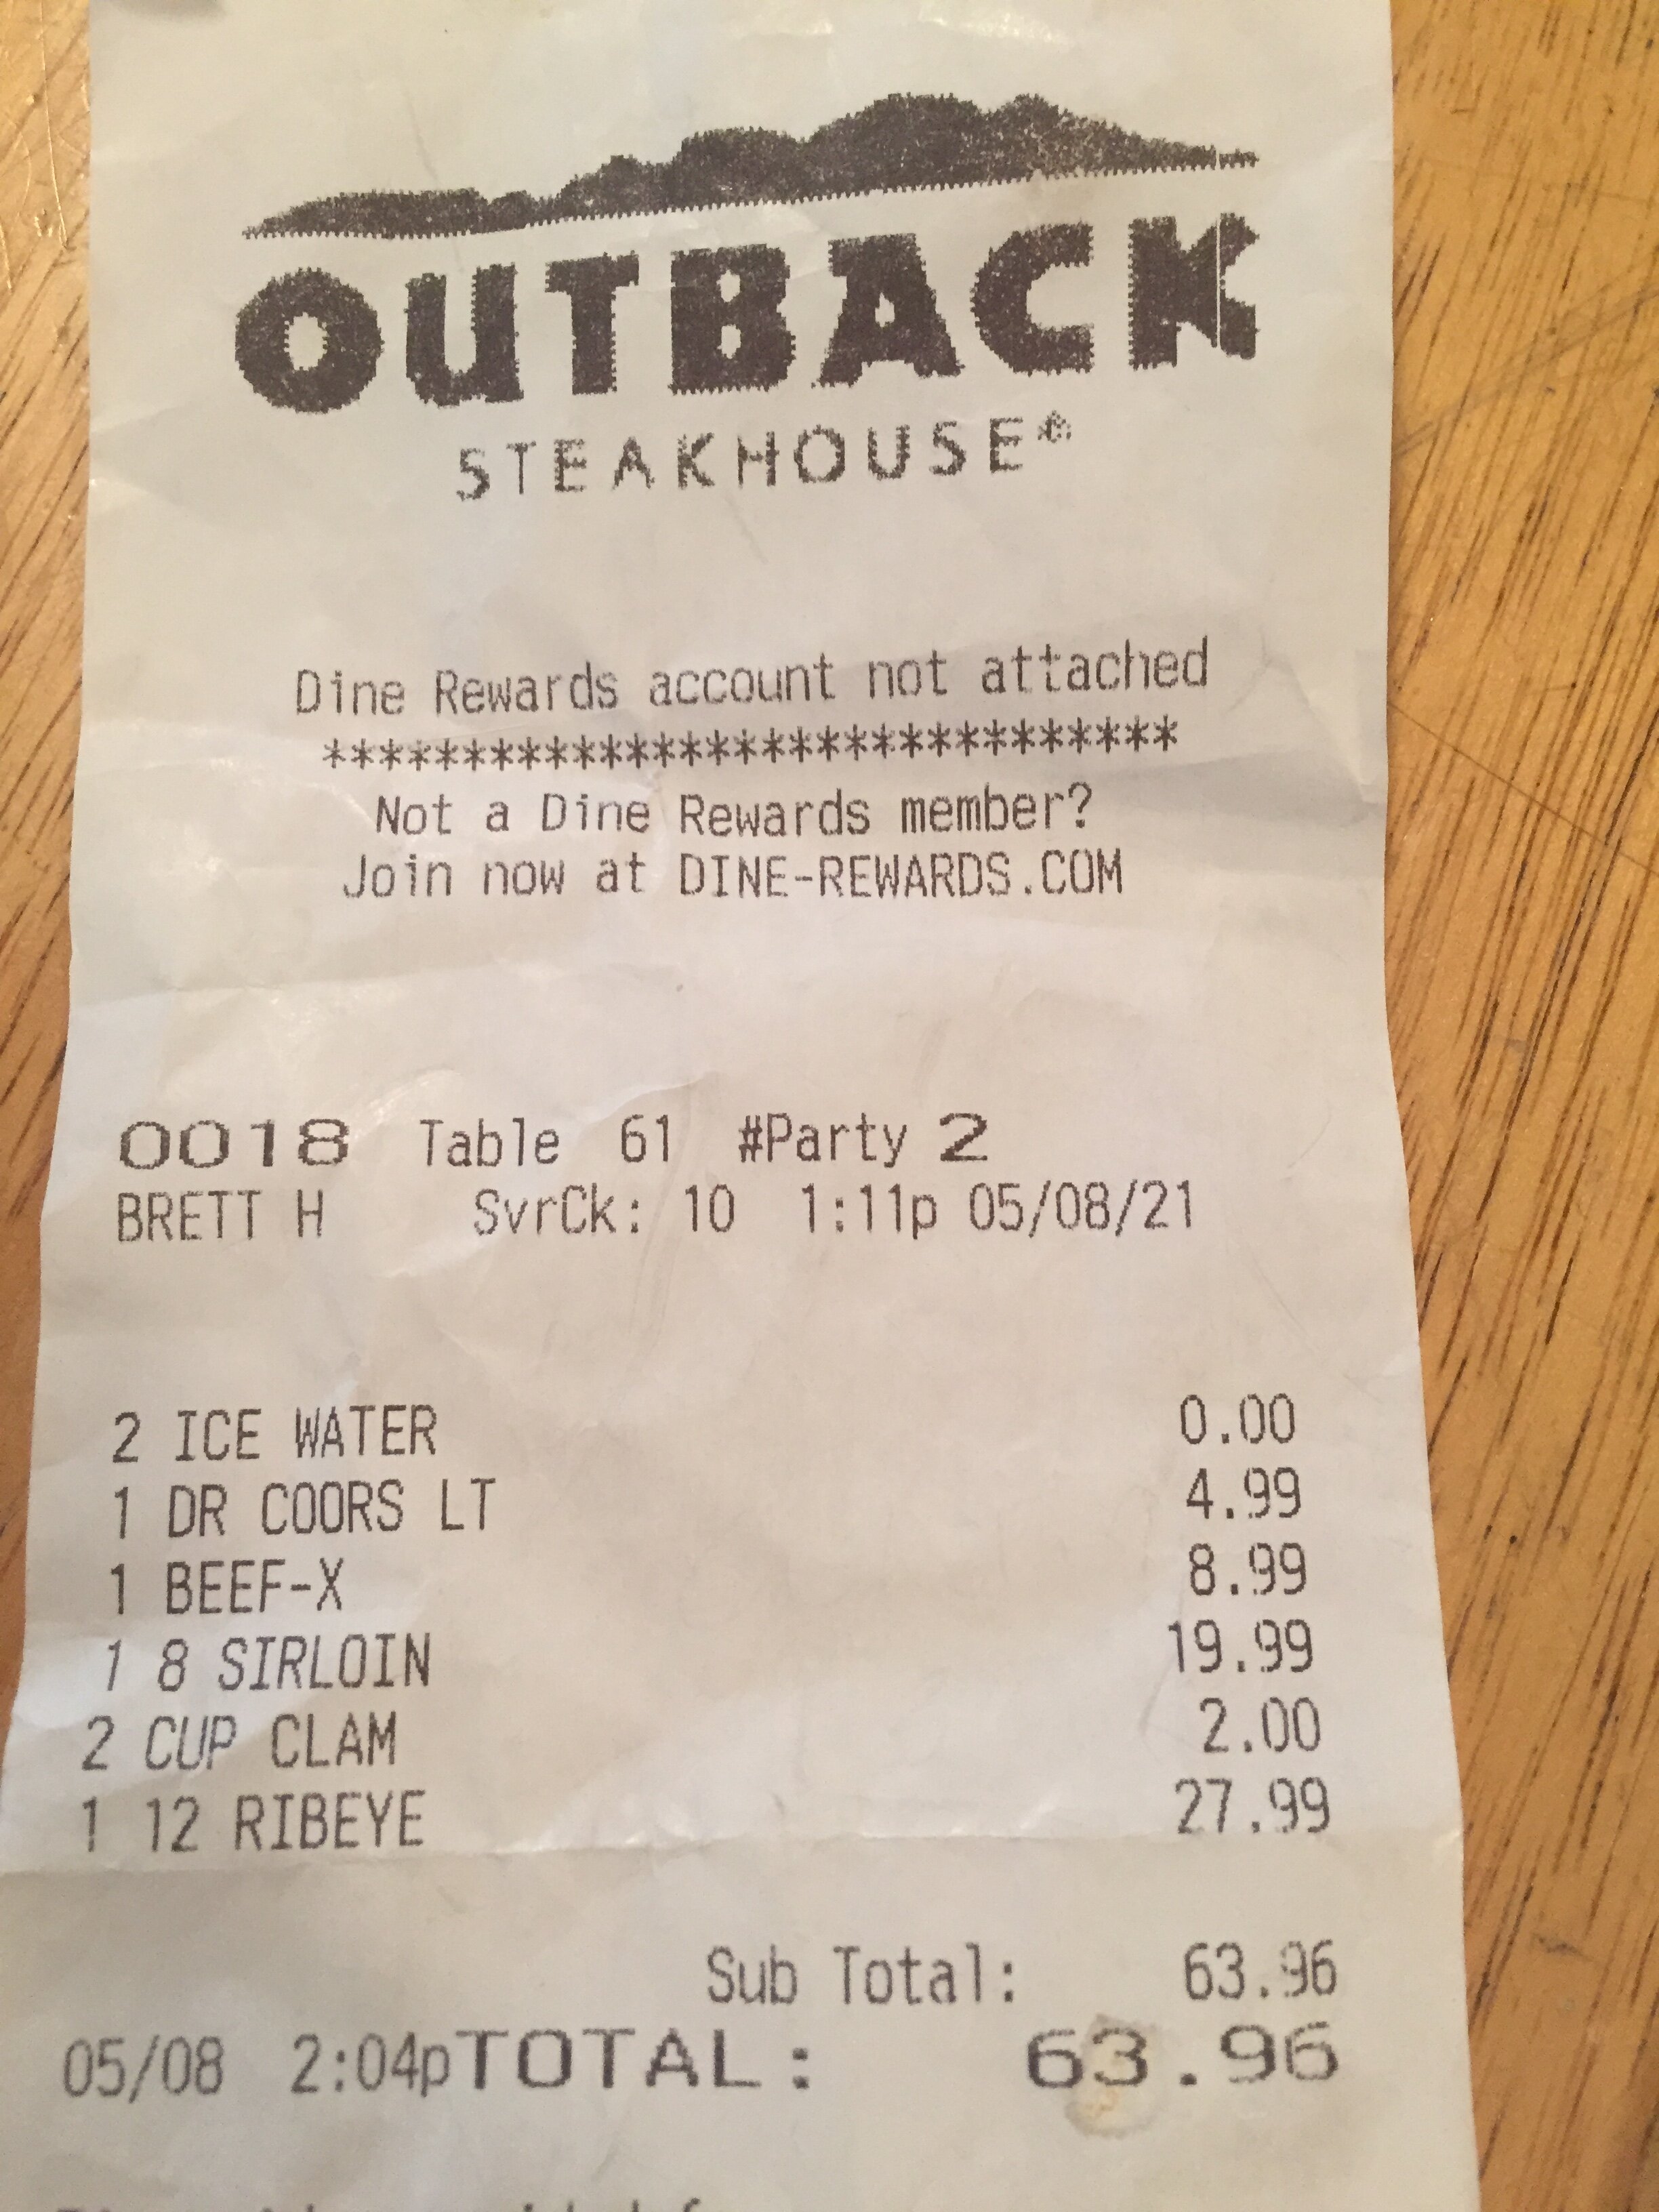 OUTBACK
STEAKHOUSE®
Dine Rewards account not attached
*******************************
Not a Dine Rewards member?
Join now at DINE-REWARDS.COM
0018 Table 61 #Party 2
BRETT H SvrCk: 10 1:11p 05/08/21
2 ICE WATER 0.00
1 DR COORS LT 4.99
1 BEEF-X 8.99
1 8 SIRLOIN 19.99
2 CUP CLAM 2.00
1 12 RIBEYE 27.99
Sub Total: 63.96
05/08 2:04pTOTAL: 63.96